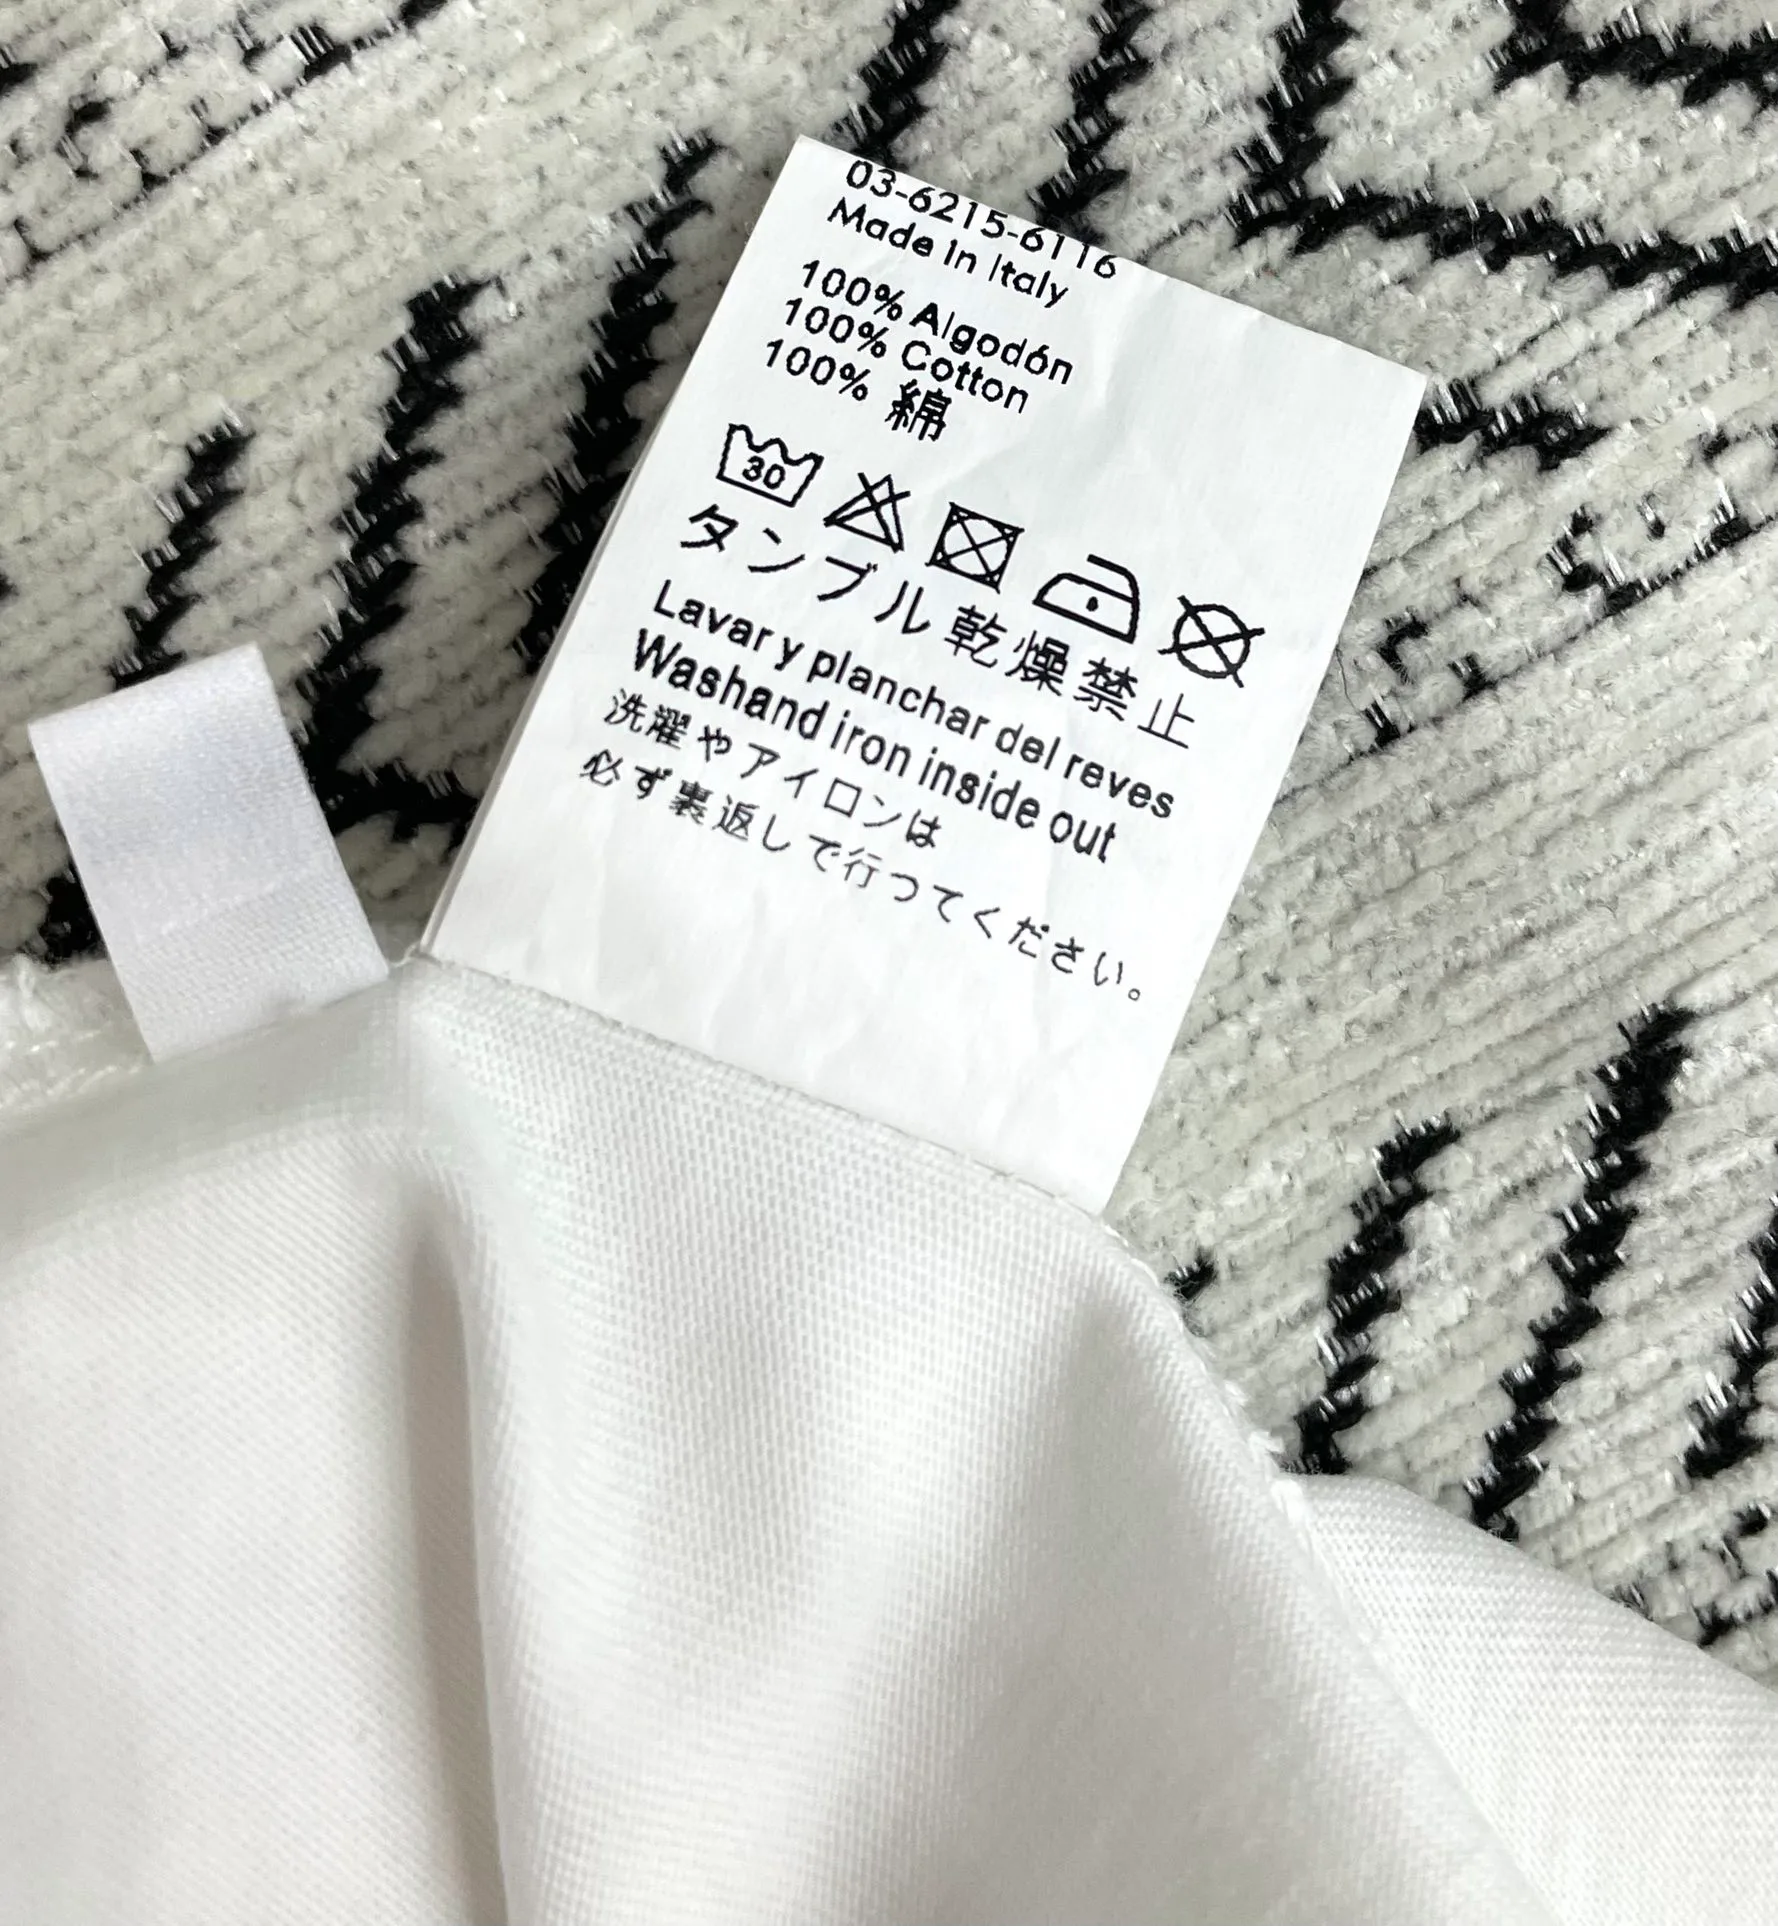 03-6215-6116
Made in Italy
100% Algodón
100% Cotton
100% 綿
30
タンブル乾燥禁止
Lavar y planchar del reves
Washand iron inside out
洗濯やアイロンは
必ず裏返しで行ってください。